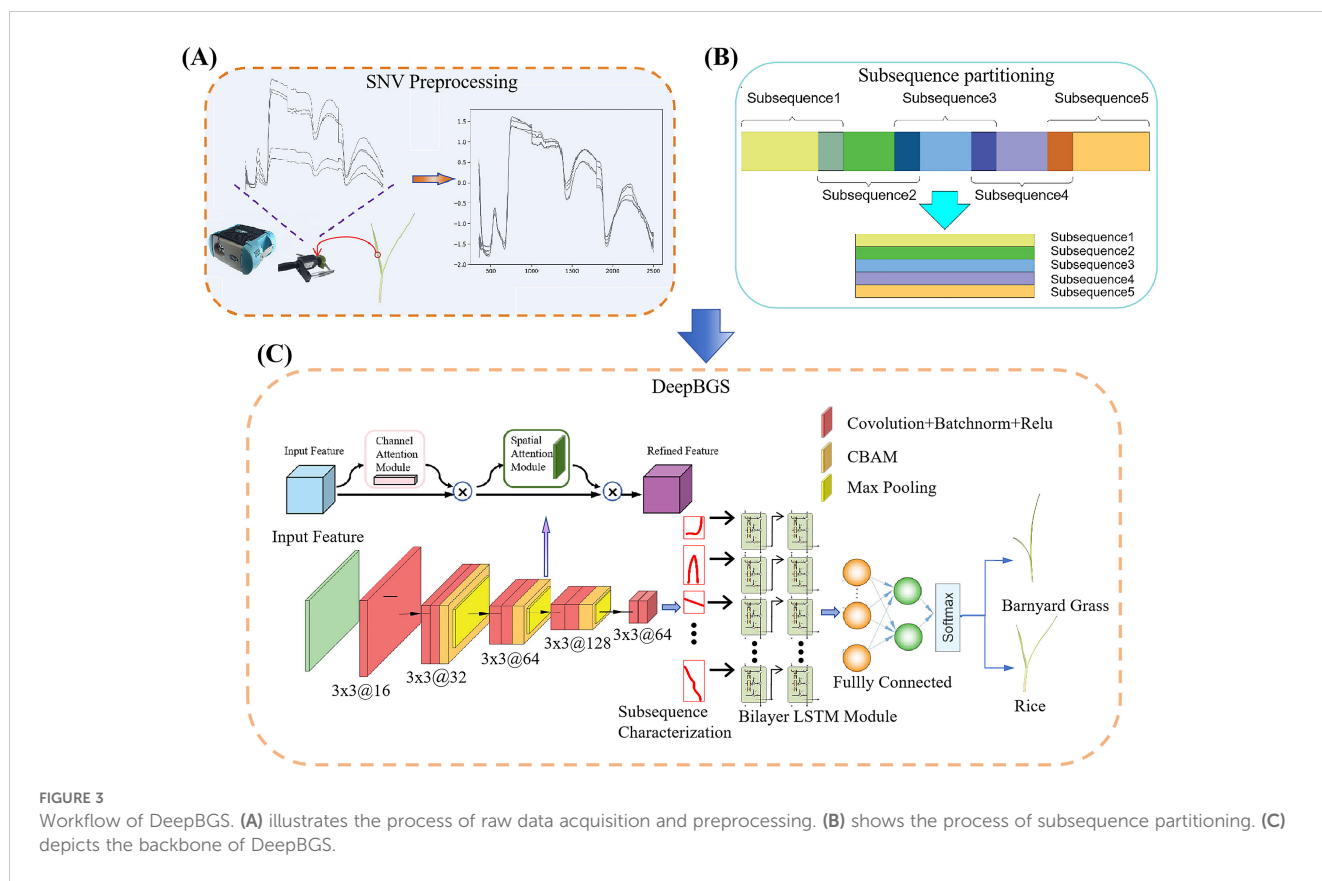 (A)
SNV Preprocessing
1.5
1.0
0.5
0.0
−0.5
−1.0
−1.5
−2.0
500
1000
1500
2000
2500
(B)
Subsequence partitioning
Subsequence1
Subsequence3
Subsequence5
Subsequence2
Subsequence4
Subsequence1
Subsequence2
Subsequence3
Subsequence4
Subsequence5
(C)
DeepBGS
Input Feature
Channel
Attention
Module
Spatial
Attention
Module
Refined Feature
Covolution+Batchnorm+Relu
CBAM
Max Pooling
Input Feature
3x3@16
3x3@32
3x3@64
3x3@128
3x3@64
Subsequence
Characterization
Bilayer LSTM Module
Fullly Connected
Softmax
Barnyard Grass
Rice
FIGURE 3
Workflow of DeepBGS. (A) illustrates the process of raw data acquisition and preprocessing. (B) shows the process of subsequence partitioning. (C)
depicts the backbone of DeepBGS.